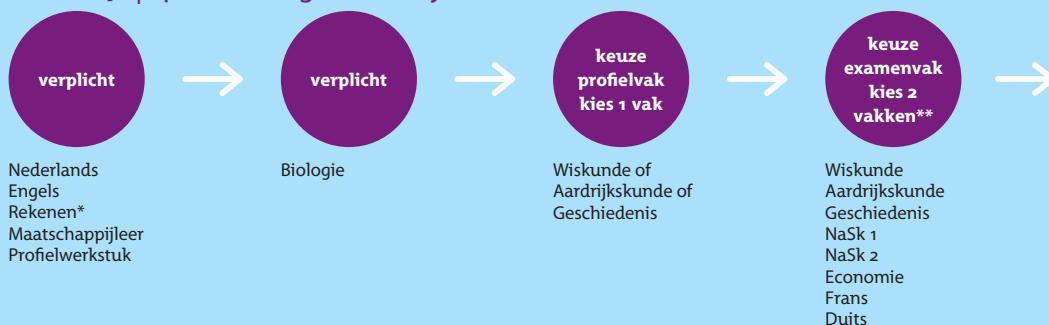 verplicht
Nederlands
Engels
Rekenen*
Maatschappijleer
Profielwerkstuk
verplicht
Biologie
keuze
profielvak
kies 1 vak
Wiskunde of
Aardrijkskunde of
Geschiedenis
keuze
examenvak
kies 2
vakken**
Wiskunde
Aardrijkskunde
Geschiedenis
NaSk 1
NaSk 2
Economie
Frans
Duits